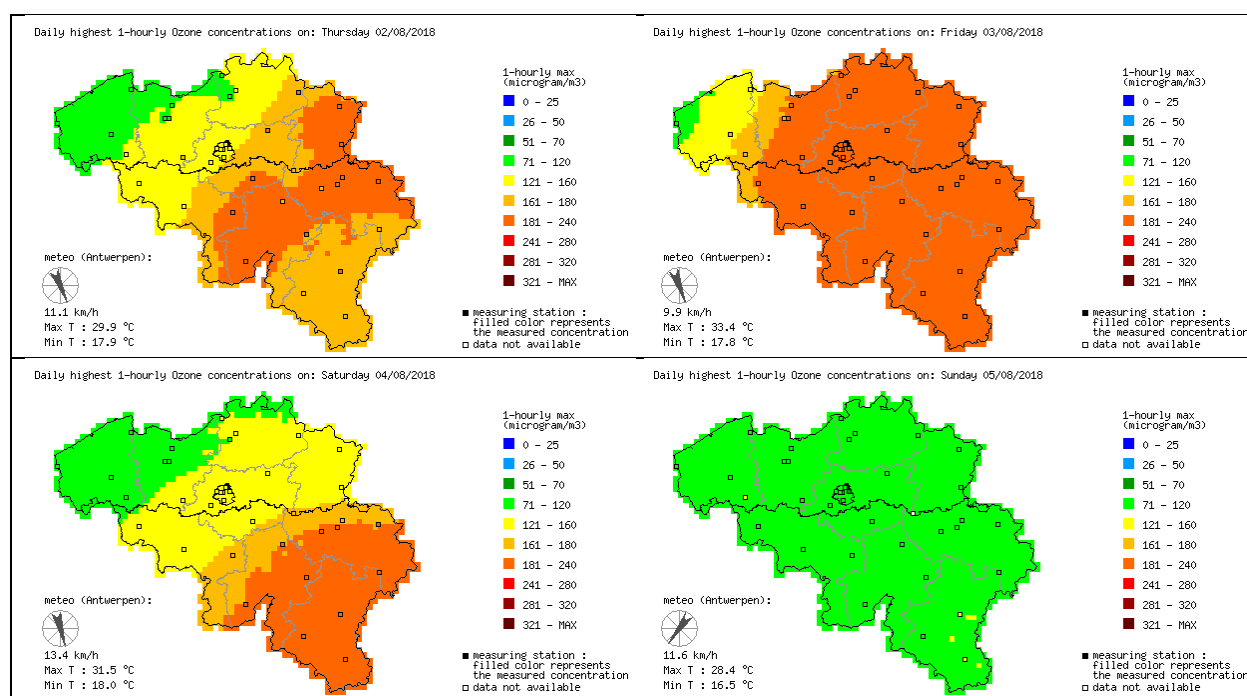 Daily highest 1-hourly Ozone concentrations on: Thursday 02/08/2018
1-hourly max
(microgram/m3)
0 - 25
26 - 50
51 - 70
71 - 120
121 - 160
161 - 180
181 - 240
241 - 280
281 - 320
321 - MAX
meteo (Antwerpen):
11.1 km/h
Max T : 29.9 °C
Min T : 17.9 °C
measuring station :
filled color represents
the measured concentration
data not available
Daily highest 1-hourly Ozone concentrations on: Friday 03/08/2018
1-hourly max
(microgram/m3)
0 - 25
26 - 50
51 - 70
71 - 120
121 - 160
161 - 180
181 - 240
241 - 280
281 - 320
321 - MAX
meteo (Antwerpen):
9.9 km/h
Max T : 33.4 °C
Min T : 17.8 °C
measuring station :
filled color represents
the measured concentration
data not available
Daily highest 1-hourly Ozone concentrations on: Saturday 04/08/2018
1-hourly max
(microgram/m3)
0 - 25
26 - 50
51 - 70
71 - 120
121 - 160
161 - 180
181 - 240
241 - 280
281 - 320
321 - MAX
meteo (Antwerpen):
13.4 km/h
Max T : 31.5 °C
Min T : 18.0 °C
measuring station :
filled color represents
the measured concentration
data not available
Daily highest 1-hourly Ozone concentrations on: Sunday 05/08/2018
1-hourly max
(microgram/m3)
0 - 25
26 - 50
51 - 70
71 - 120
121 - 160
161 - 180
181 - 240
241 - 280
281 - 320
321 - MAX
meteo (Antwerpen):
11.6 km/h
Max T : 28.4 °C
Min T : 16.5 °C
measuring station :
filled color represents
the measured concentration
data not available